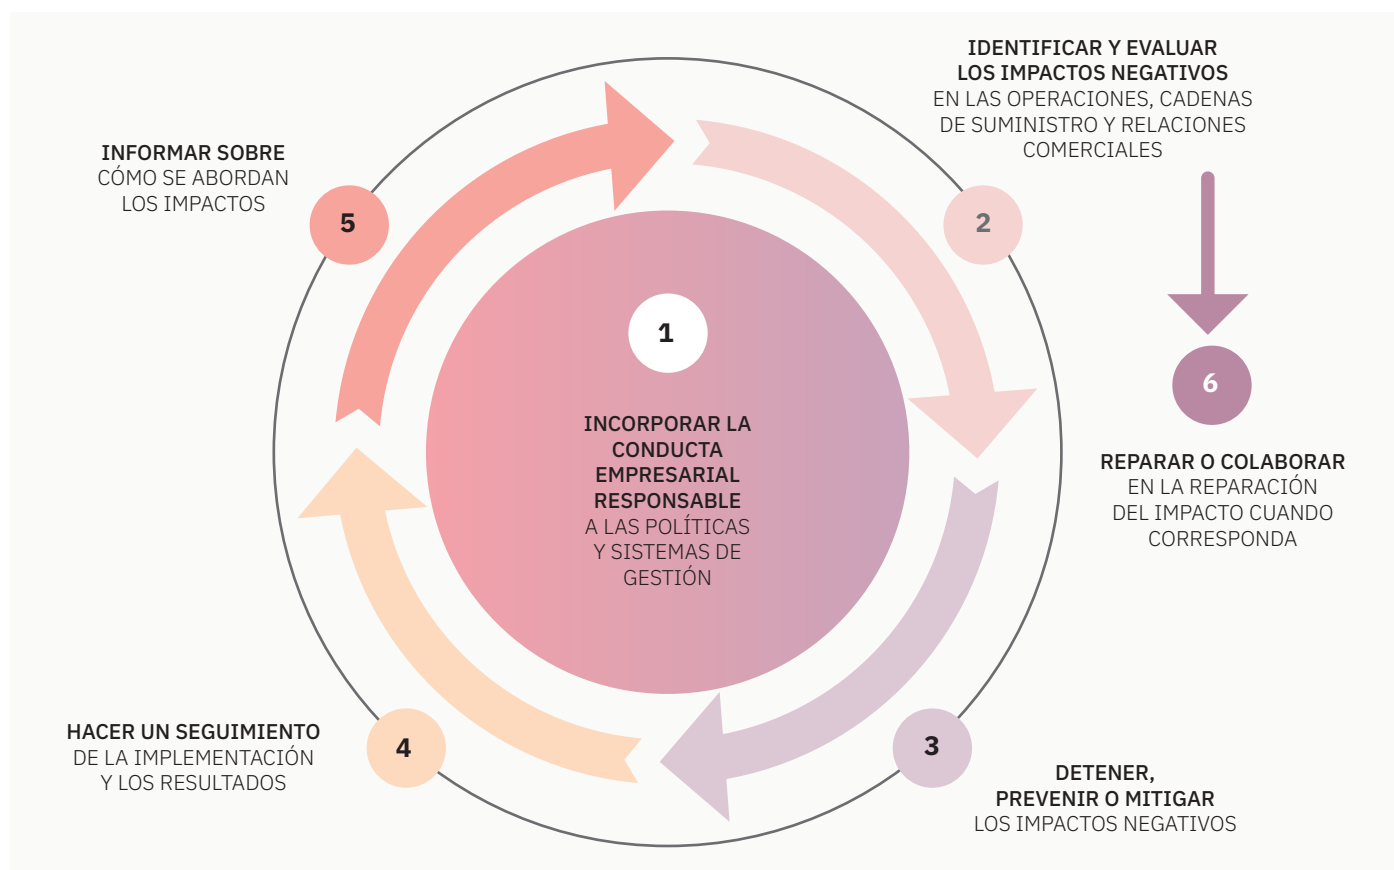 1
INCORPORAR LA
CONDUCTA
EMPRESARIAL
RESPONSABLE
A LAS POLÍTICAS
Y SISTEMAS DE
GESTIÓN
2
IDENTIFICAR Y EVALUAR
LOS IMPACTOS NEGATIVOS
EN LAS OPERACIONES, CADENAS
DE SUMINISTRO Y RELACIONES
COMERCIALES
3
DETENER,
PREVENIR O MITIGAR
LOS IMPACTOS NEGATIVOS
4
HACER UN SEGUIMIENTO
DE LA IMPLEMENTACIÓN
Y LOS RESULTADOS
5
INFORMAR SOBRE
CÓMO SE ABORDAN
LOS IMPACTOS
6
REPARAR O COLABORAR
EN LA REPARACIÓN
DEL IMPACTO CUANDO
CORRESPONDA